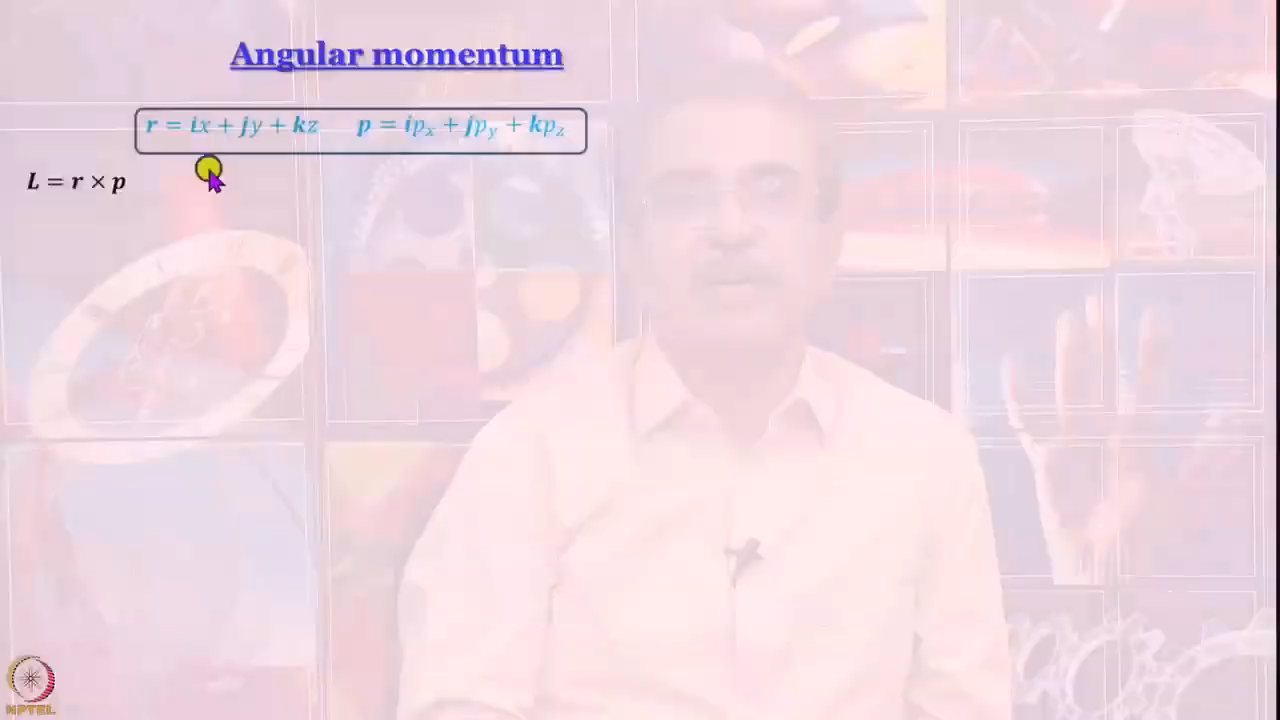 Angular momentum
r = ix + jy + kz p = ip_x + jp_y + kp_z
L = r × p
NPTEL